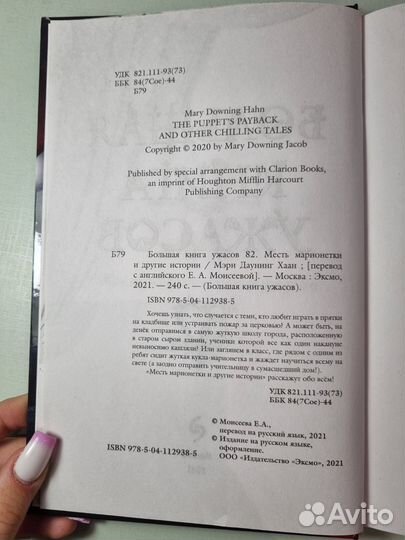 УДК 821.111-93(73)
ББК 84(7Сое)-44
Б79
Mary Downing Hahn
THE PUPPET'S PAYBACK
AND OTHER CHILLING TALES
Copyright © 2020 by Mary Downing Jacob
Published by special arrangement with Clarion Books,
an imprint of Houghton Mifflin Harcourt
Publishing Company
Б79 Большая книга ужасов 82. Месть марионетки
и другие истории / Мэри Даунинг Хаан ; [перевод
с английского Е. А. Моисеевой]. — Москва : Эксмо,
2021. — 240 с. — (Большая книга ужасов).
ISBN 978-5-04-112938-5
Хочешь узнать, что случается с теми, кто любит играть в прятки
на кладбище или устраивать пожар за церковью? А может быть, на
денёк отправимся в самую жуткую школу города, расположенную
в старом сыром здании, ученики которой все как один накануне
невыносимо кашляли? Или заглянем в класс, где рядом с одним из
ребят сидит жуткая кукла-марионетка и жаждет научиться всему на
свете (а заодно отправить учительницу в сумасшедший дом!).
«Месть марионетки и другие истории» расскажут обо всём!
УДК 821.111-93(73)
ББК 84(7Сое)-44
© Моисеева Е.А.,
перевод на русский язык, 2021
© Издание на русском языке,
оформление.
ООО «Издательство «Эксмо», 2021
ISBN 978-5-04-112938-5
Avito